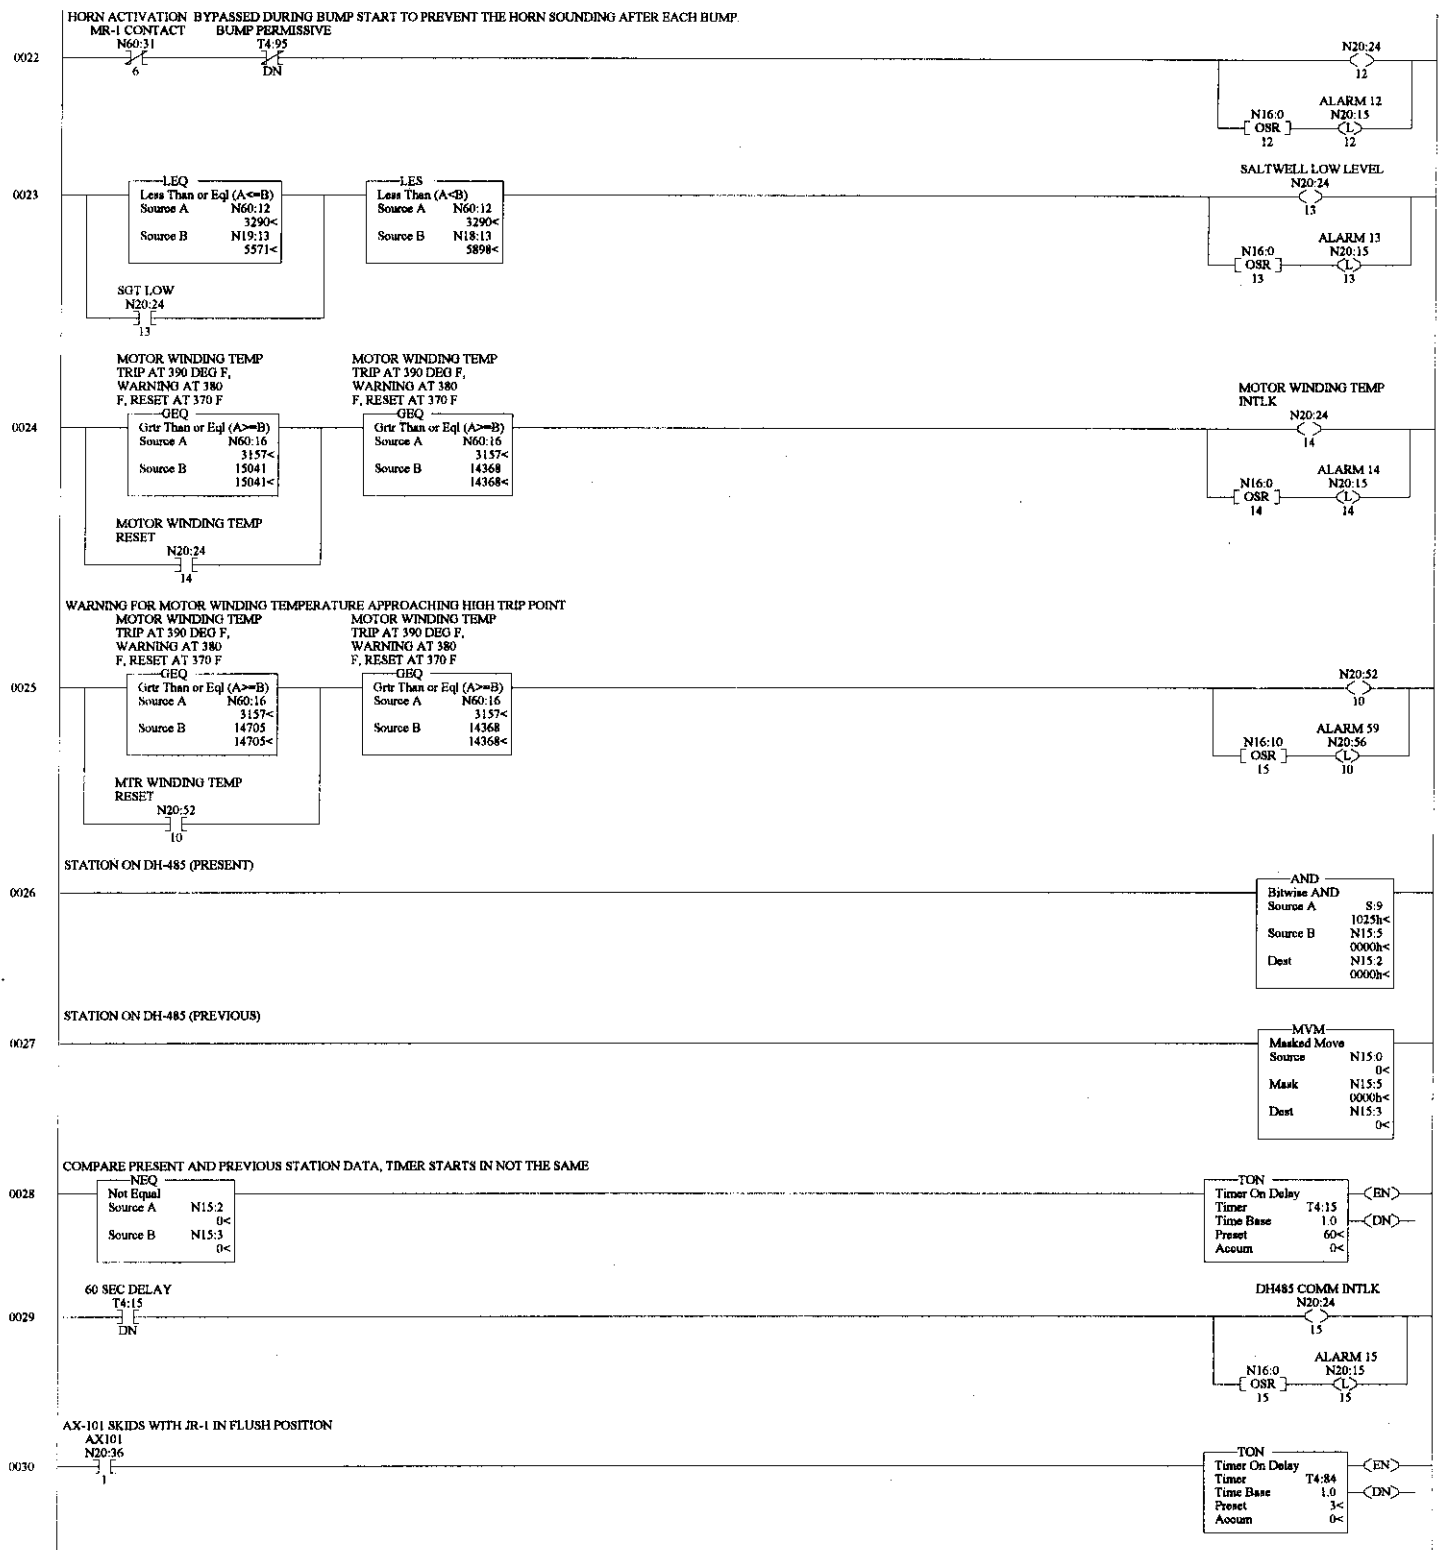 HORN ACTIVATION BYPASSED DURING BUMP START TO PREVENT THE HORN SOUNDING AFTER EACH BUMP.
MR-1 CONTACT BUMP PERMISSIVE
N60:31 T4:95 N20:24
0022
6 DN 12
ALARM 12
N16:0 N20:15
[ OSR ] (L)
12 12
SALTWELL LOW LEVEL
LEQ LES N20:24
0023
Less Than or Eql (A<=B) Less Than (A<B) 13
Source A N60:12 Source A N60:12
3290< 3290<
Source B N19:13 Source B N18:13 ALARM 13
5571< 5898< N16:0 N20:15
[ OSR ] (L)
13 13
SGT LOW
N20:24
13
MOTOR WINDING TEMP MOTOR WINDING TEMP
TRIP AT 390 DEG F, TRIP AT 390 DEG F,
WARNING AT 380 WARNING AT 380 MOTOR WINDING TEMP
F, RESET AT 370 F F, RESET AT 370 F INTLK
GEQ GEQ N20:24
0024
Grtr Than or Eql (A>=B) Grtr Than or Eql (A>=B) 14
Source A N60:16 Source A N60:16
3157< 3157<
Source B 15041 Source B 14368 ALARM 14
15041< 14368< N16:0 N20:15
[ OSR ] (L)
14 14
MOTOR WINDING TEMP
RESET
N20:24
14
WARNING FOR MOTOR WINDING TEMPERATURE APPROACHING HIGH TRIP POINT
MOTOR WINDING TEMP MOTOR WINDING TEMP
TRIP AT 390 DEG F, TRIP AT 390 DEG F,
WARNING AT 380 WARNING AT 380
F, RESET AT 370 F F, RESET AT 370 F
GEQ GEQ N20:52
0025
Grtr Than or Eql (A>=B) Grtr Than or Eql (A>=B) 10
Source A N60:16 Source A N60:16
3157< 3157<
Source B 14705 Source B 14368 ALARM 59
14705< 14368< N16:10 N20:56
[ OSR ] (L)
15 10
MTR WINDING TEMP
RESET
N20:52
10
STATION ON DH-485 (PRESENT)
AND
0026 Bitwise AND
Source A S:9
1025h<
Source B N15:5
0000h<
Dest N15:2
0000h<
STATION ON DH-485 (PREVIOUS)
MVM
0027 Masked Move
Source N15:0
0<
Mask N15:5
0000h<
Dest N15:3
0<
COMPARE PRESENT AND PREVIOUS STATION DATA, TIMER STARTS IN NOT THE SAME
NEQ TON
0028 Not Equal Timer On Delay (EN)
Source A N15:2 Timer T4:15
0< Time Base 1.0 (DN)
Source B N15:3 Preset 60<
0< Accum 0<
60 SEC DELAY DH485 COMM INTLK
T4:15 N20:24
0029
DN 15
ALARM 15
N16:0 N20:15
[ OSR ] (L)
15 15
AX-101 SKIDS WITH JR-1 IN FLUSH POSITION
AX101
N20:36 TON
0030 Timer On Delay (EN)
1 Timer T4:84
Time Base 1.0 (DN)
Preset 3<
Accum 0<